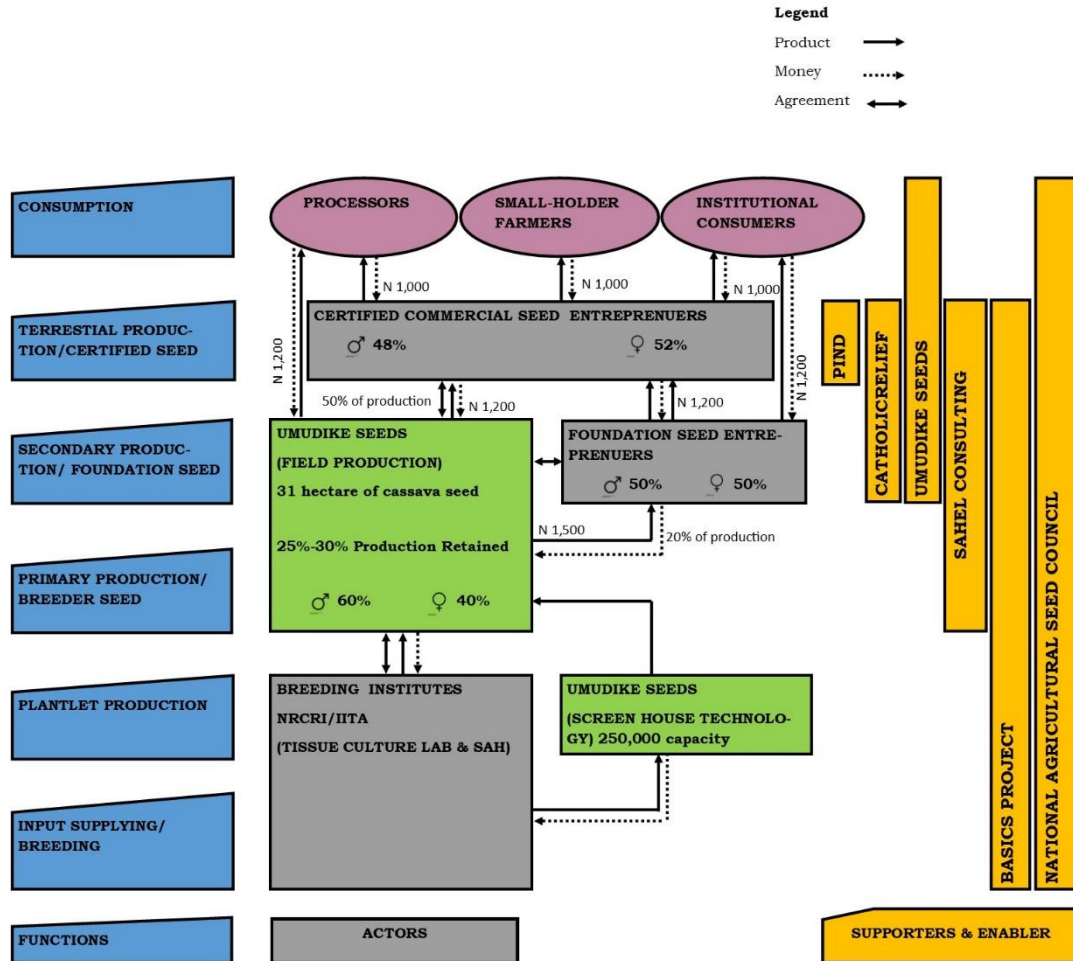 Legend
Product
Money
Agreement
CONSUMPTION
PROCESSORS
SMALL-HOLDER
FARMERS
INSTITUTIONAL
CONSUMERS
N 1,000
N 1,000
N 1,000
TERRESTIAL PRODUC-
TION/CERTIFIED SEED
N 1,200
CERTIFIED COMMERCIAL SEED ENTREPRENUERS
♂ 48%
♀ 52%
N 1,200
50% of production
N 1,200
N 1,200
SECONDARY PRODUC-
TION/ FOUNDATION SEED
UMUDIKE SEEDS
(FIELD PRODUCTION)
31 hectare of cassava seed
25%-30% Production Retained
♂ 60%
♀ 40%
FOUNDATION SEED ENTRE-
PRENUERS
♂ 50%
♀ 50%
N 1,500
20% of production
PRIMARY PRODUCTION/
BREEDER SEED
PLANTLET PRODUCTION
BREEDING INSTITUTES
NRCRI/IITA
(TISSUE CULTURE LAB & SAH)
UMUDIKE SEEDS
(SCREEN HOUSE TECHNOLO-
GY) 250,000 capacity
INPUT SUPPLYING/
BREEDING
FUNCTIONS
ACTORS
PIND
CATHOLICRELIEF
UMUDIKE SEEDS
SAHEL CONSULTING
BASICS PROJECT
NATIONAL AGRICULTURAL SEED COUNCIL
SUPPORTERS & ENABLER